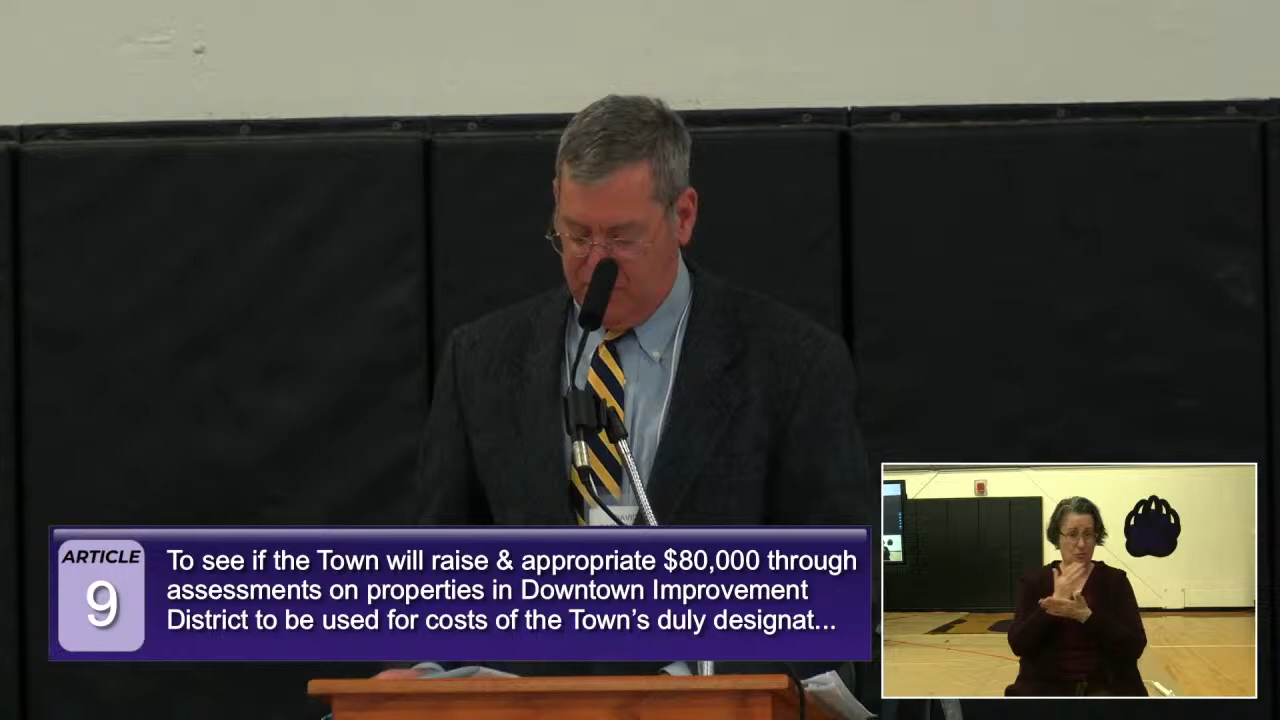 ARTICLE
9
To see if the Town will raise & appropriate $80,000 through
assessments on properties in Downtown Improvement
District to be used for costs of the Town’s duly designat...